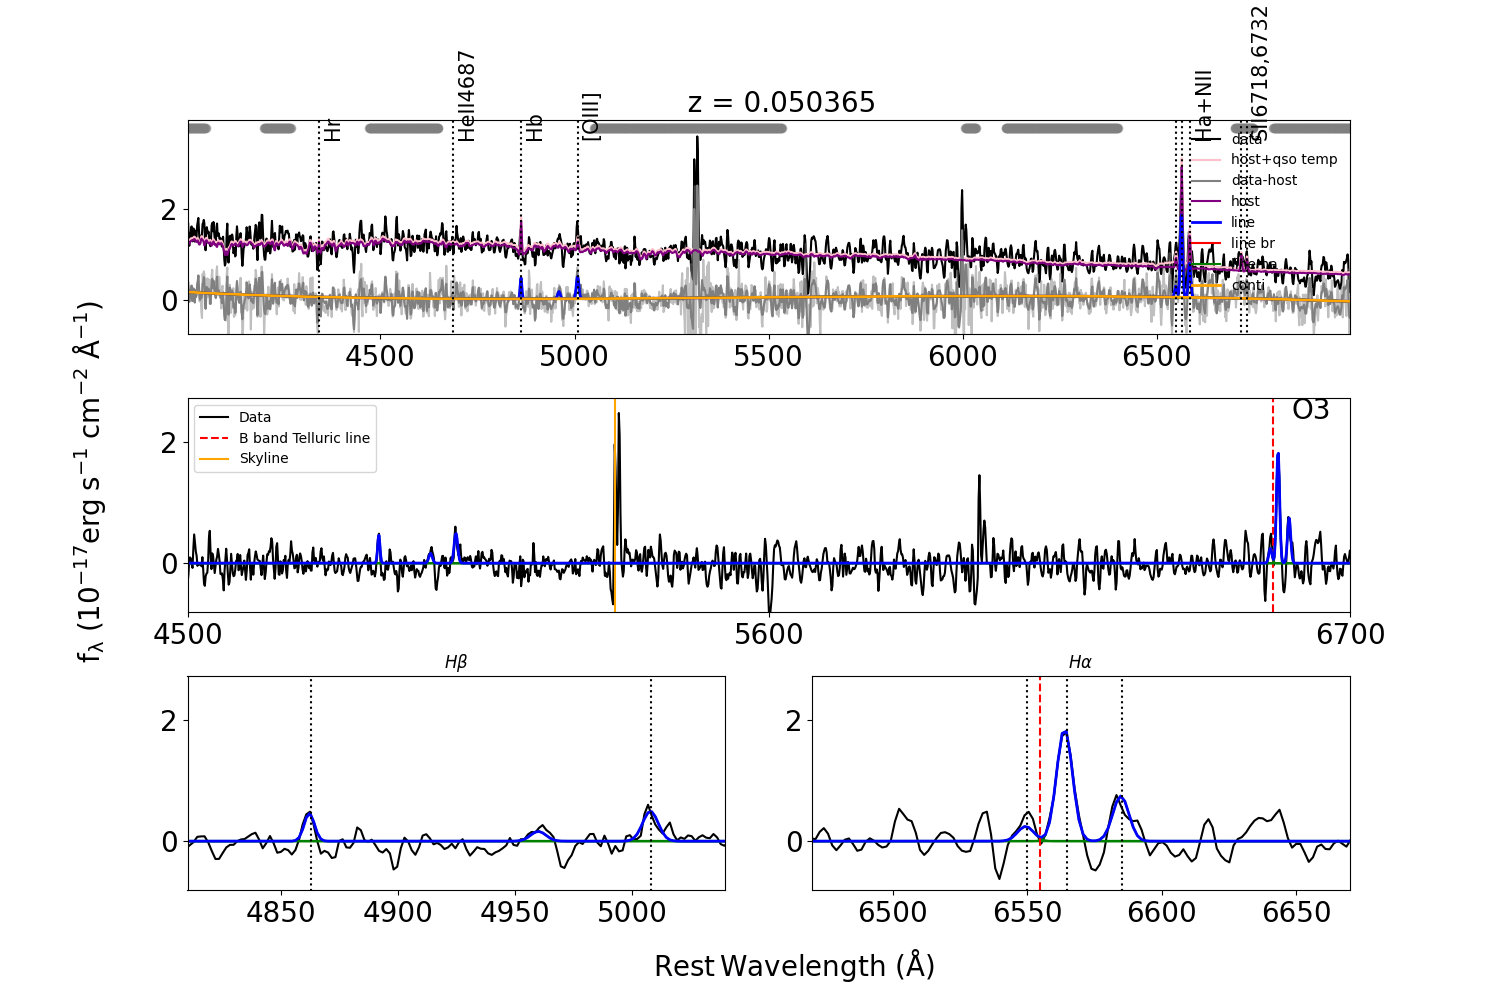 z = 0.050365
Hr
HeII4687
Hb
[OIII]
Ha+NII
SII6718,6732
data
host+qso temp
data-host
host
line
line br
conti
2
0
4500
5000
5500
6000
6500
f_λ (10⁻¹⁷erg s⁻¹ cm⁻² Å⁻¹)
O3
Data
B band Telluric line
Skyline
2
0
4500
5600
6700
Hβ
2
0
4850
4900
4950
5000
Hα
2
0
6500
6550
6600
6650
Rest Wavelength (Å)